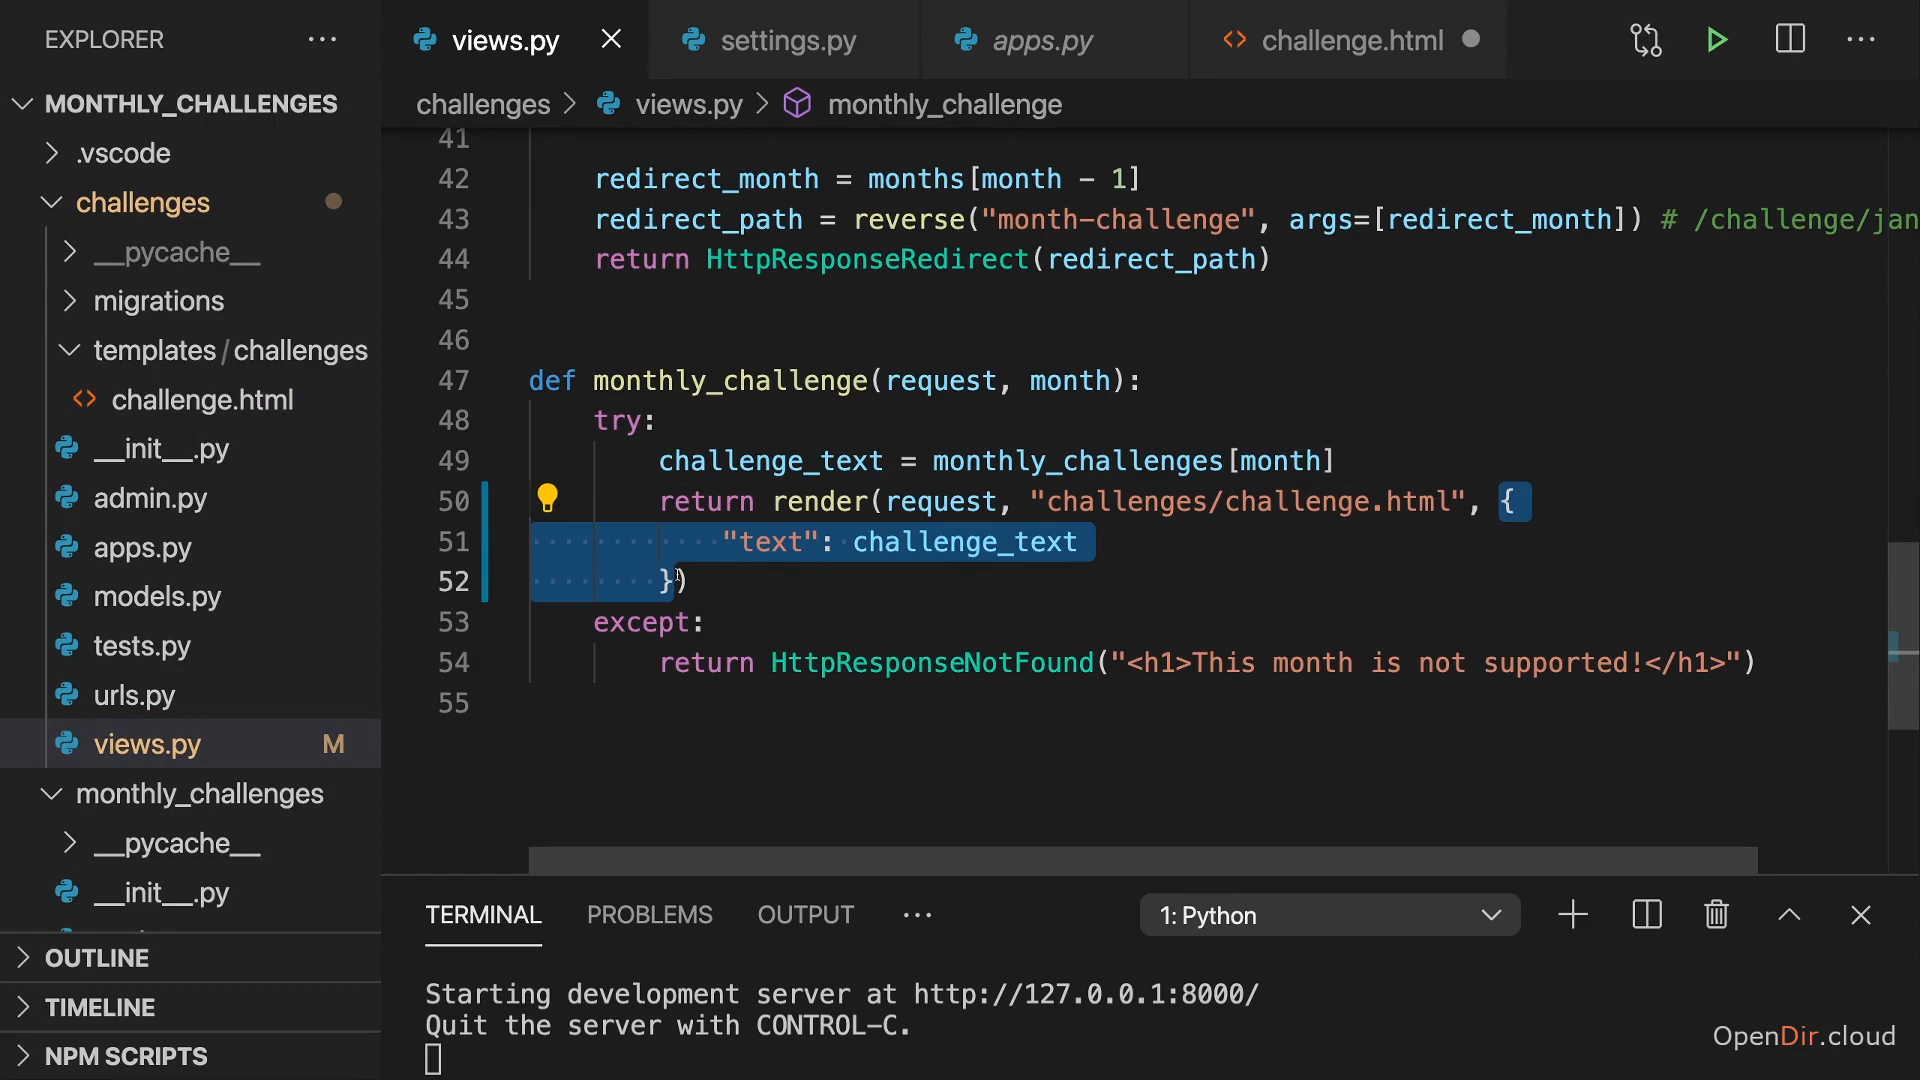 EXPLORER
MONTHLY_CHALLENGES
.vscode
challenges
__pycache__
migrations
templates/challenges
challenge.html
__init__.py
admin.py
apps.py
models.py
tests.py
urls.py
views.py M
monthly_challenges
__pycache__
__init__.py
OUTLINE
TIMELINE
NPM SCRIPTS
views.py settings.py apps.py challenge.html
challenges > views.py > monthly_challenge
41
42 redirect_month = months[month - 1]
43 redirect_path = reverse("month-challenge", args=[redirect_month]) # /challenge/jan
44 return HttpResponseRedirect(redirect_path)
45
46
47 def monthly_challenge(request, month):
48 try:
49 challenge_text = monthly_challenges[month]
50 return render(request, "challenges/challenge.html", {
51 "text": challenge_text
52 })
53 except:
54 return HttpResponseNotFound("<h1>This month is not supported!</h1>")
55
TERMINAL PROBLEMS OUTPUT 1: Python
Starting development server at http://127.0.0.1:8000/
Quit the server with CONTROL-C.
OpenDir.cloud